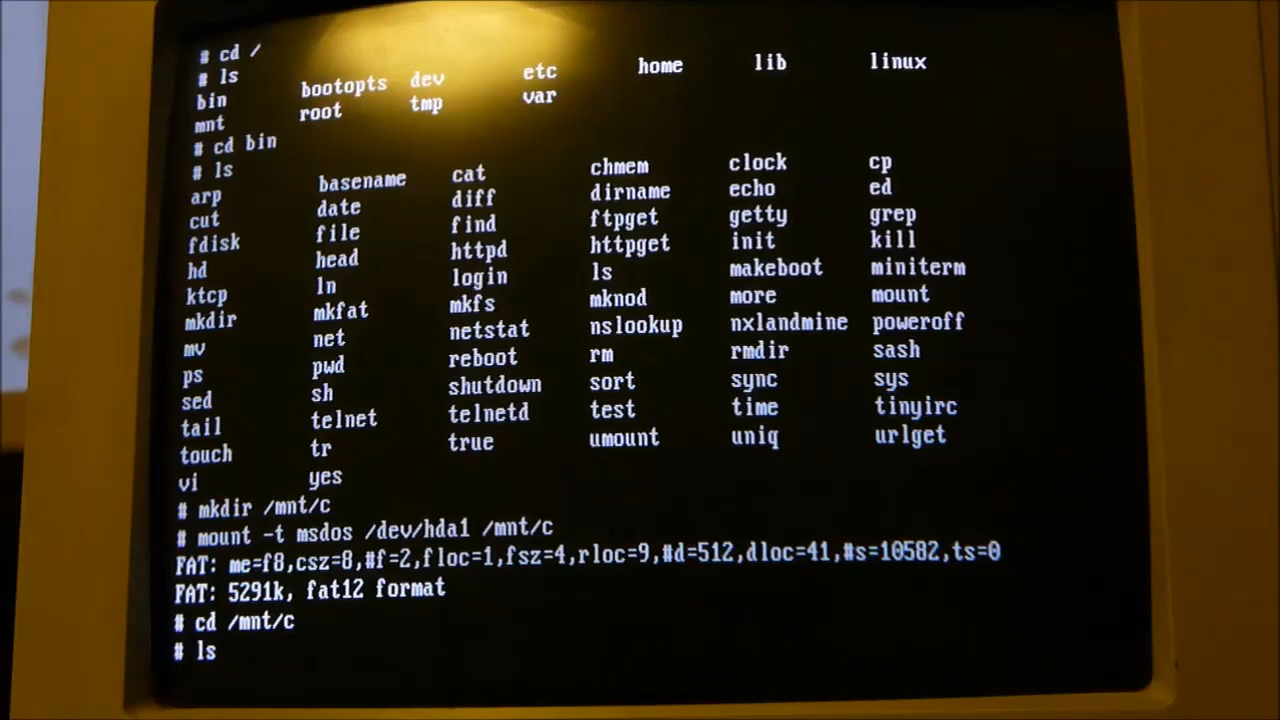 # cd /
# ls
bin bootopts dev etc home lib linux
mnt root tmp var
# cd bin
# ls
arp basename cat chmem clock cp
cut date diff dirname echo ed
fdisk file find ftpget getty grep
hd head httpd httpget init kill
ktcp ln login ls makeboot miniterm
mkdir mkfat mkfs mknod more mount
mv net netstat nslookup nxlandmine poweroff
ps pwd reboot rm rmdir sash
sed sh shutdown sort sync sys
tail telnet telnetd test time tinyirc
touch tr true umount uniq urlget
vi yes
# mkdir /mnt/c
# mount -t msdos /dev/hda1 /mnt/c
FAT: me=f8,csz=8,#f=2,floc=1,fsz=4,rloc=9,#d=512,dloc=41,#s=10582,ts=0
FAT: 5291k, fat12 format
# cd /mnt/c
# ls